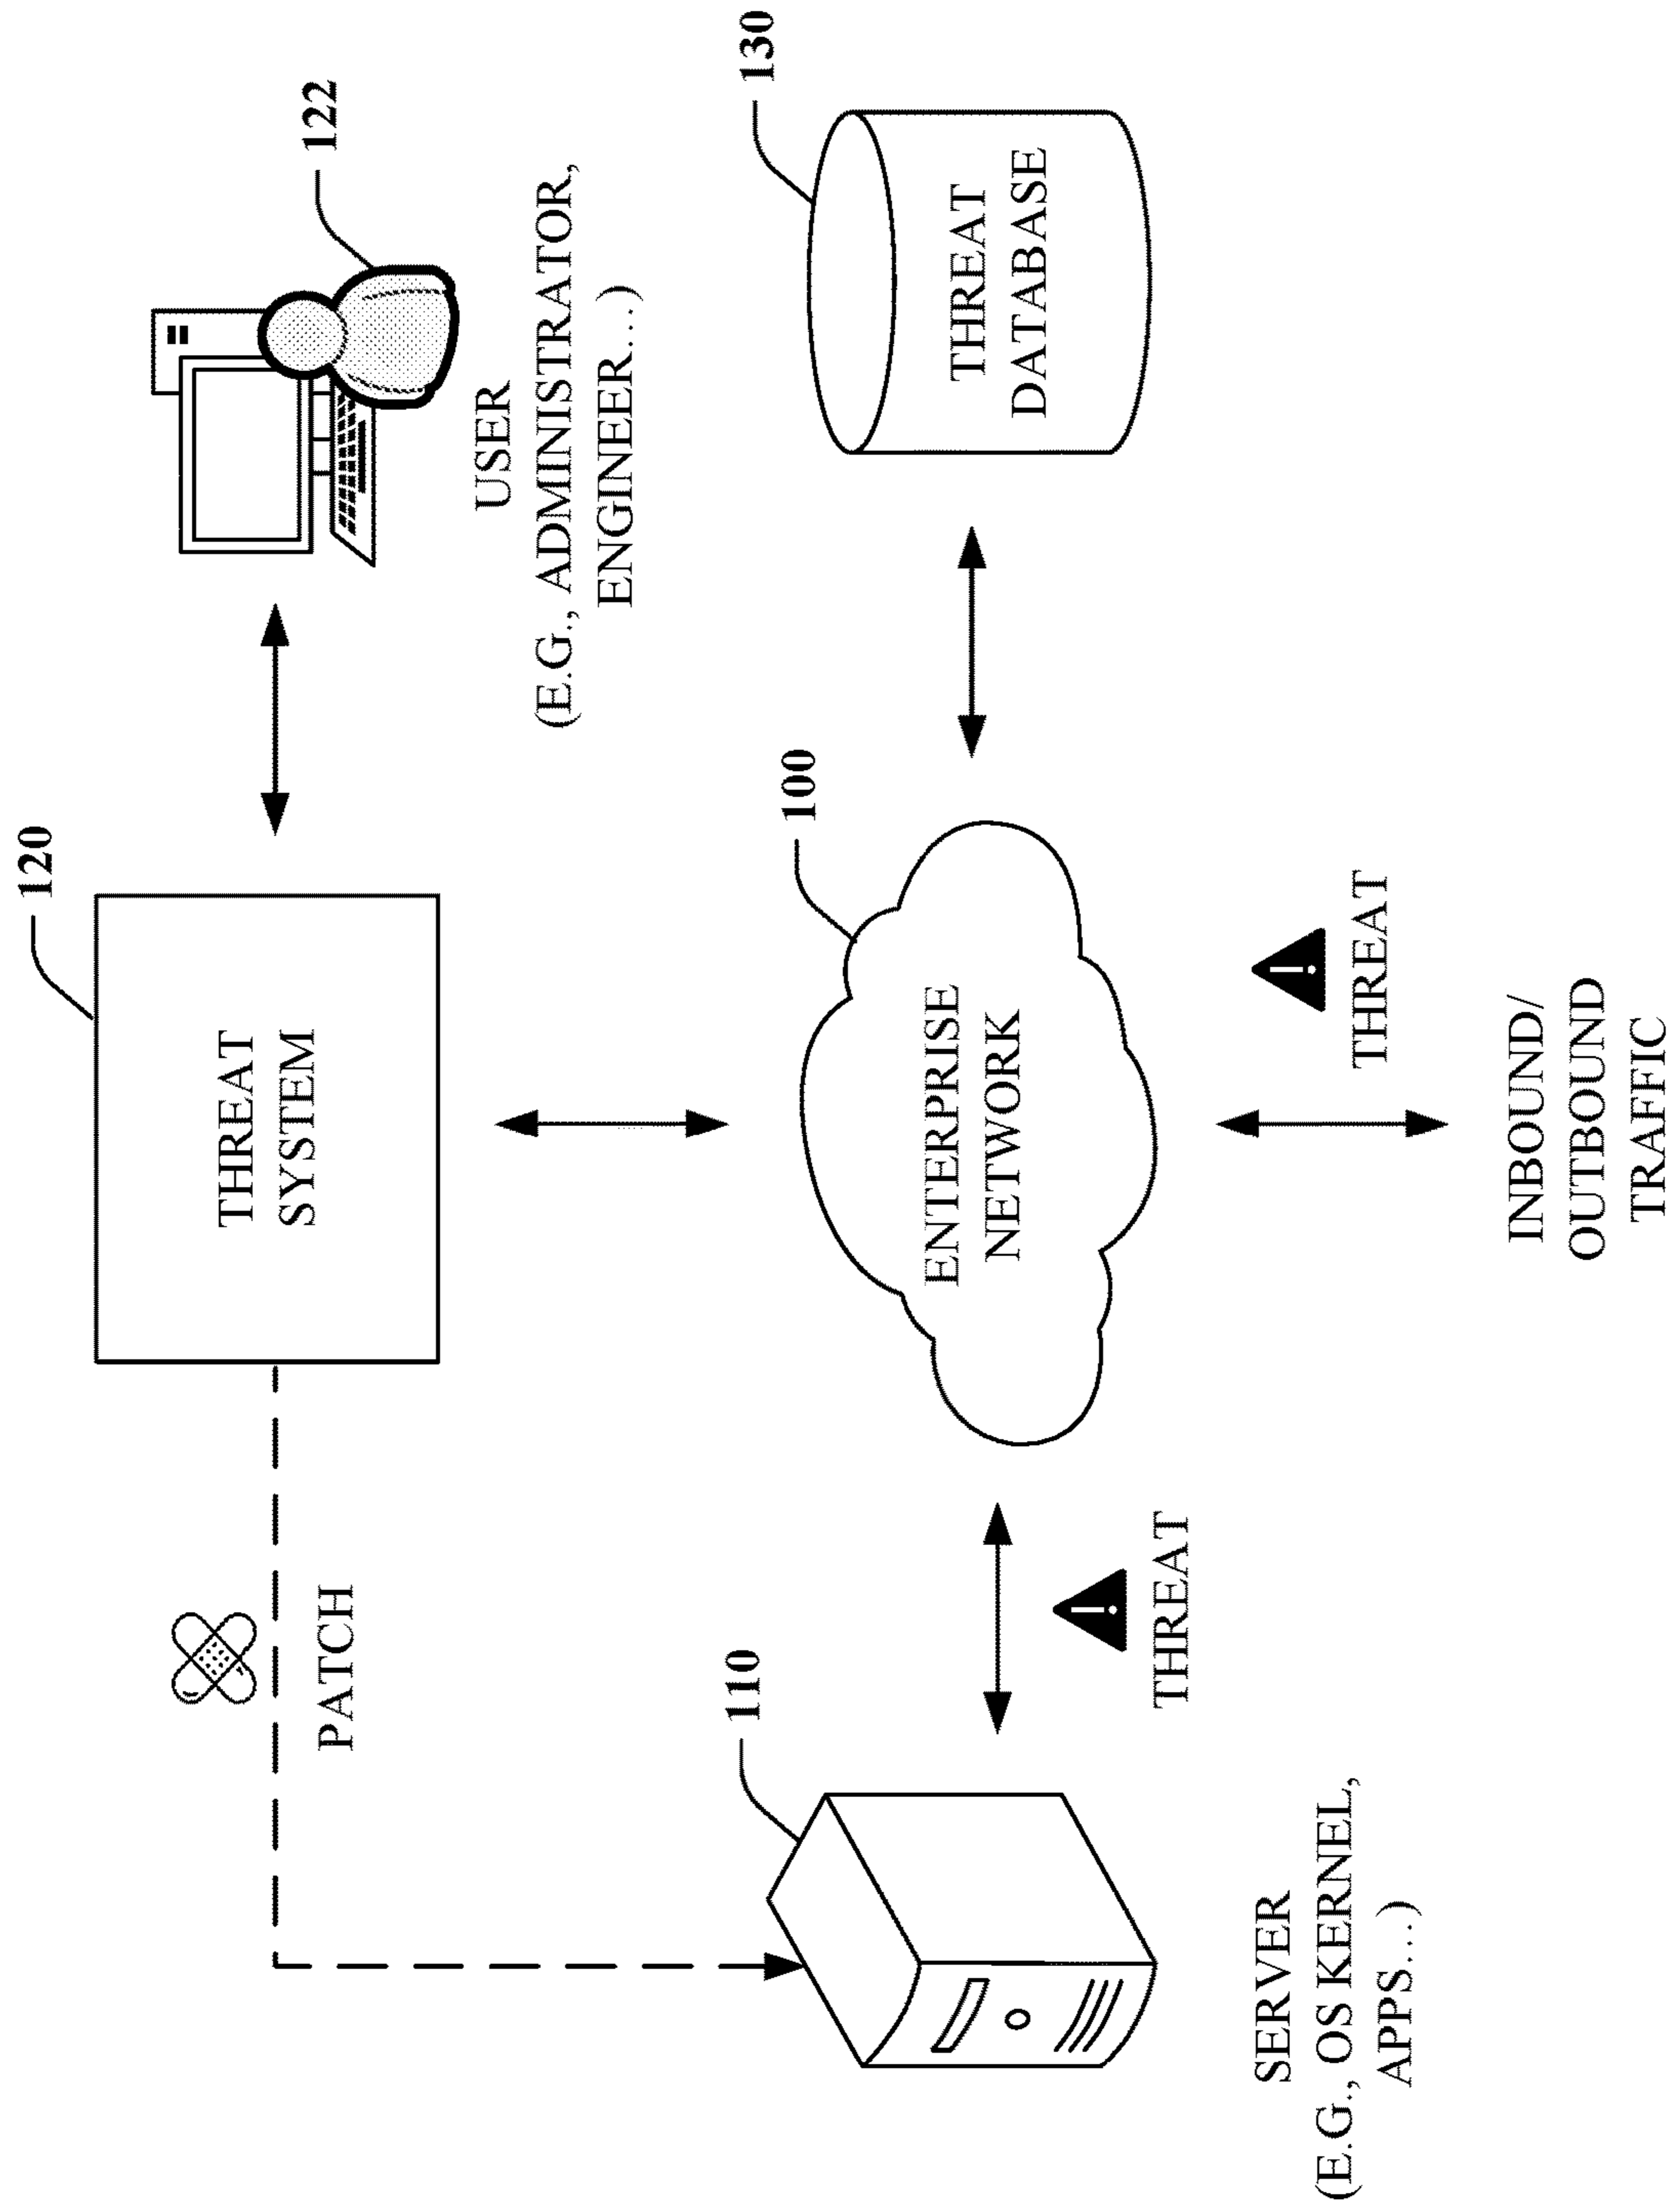 120
THREAT
SYSTEM
122
USER
(E.G., ADMINISTRATOR,
ENGINEER...)
PATCH
110
SERVER
(E.G., OS KERNEL,
APPS...)
THREAT
100
ENTERPRISE
NETWORK
130
THREAT
DATABASE
THREAT
INBOUND/
OUTBOUND
TRAFFIC